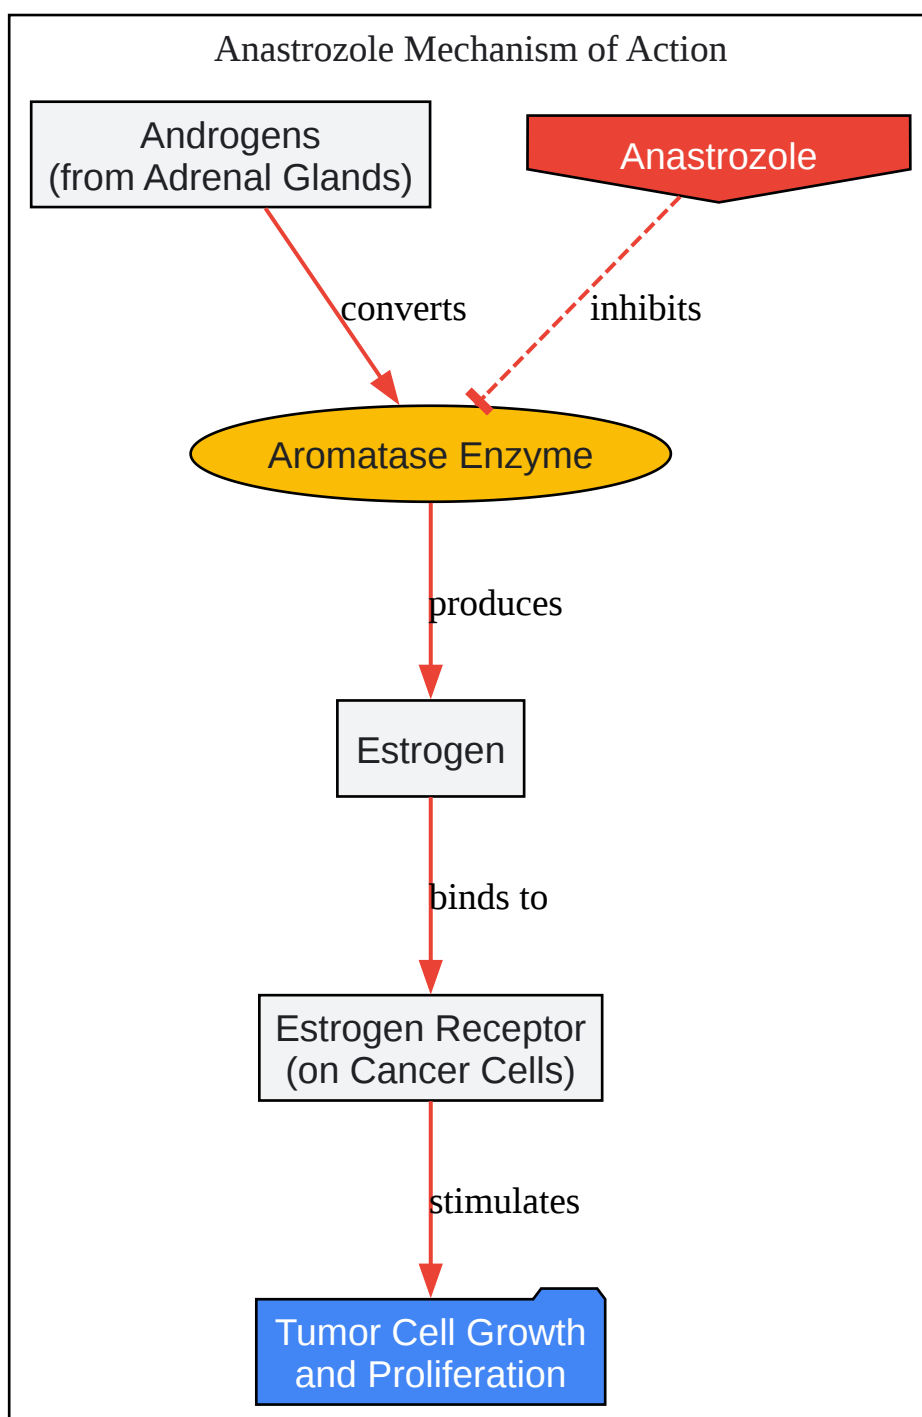 Anastrozole Mechanism of Action
Androgens
(from Adrenal Glands)
Anastrozole
converts
inhibits
Aromatase Enzyme
produces
Estrogen
binds to
Estrogen Receptor
(on Cancer Cells)
stimulates
Tumor Cell Growth
and Proliferation